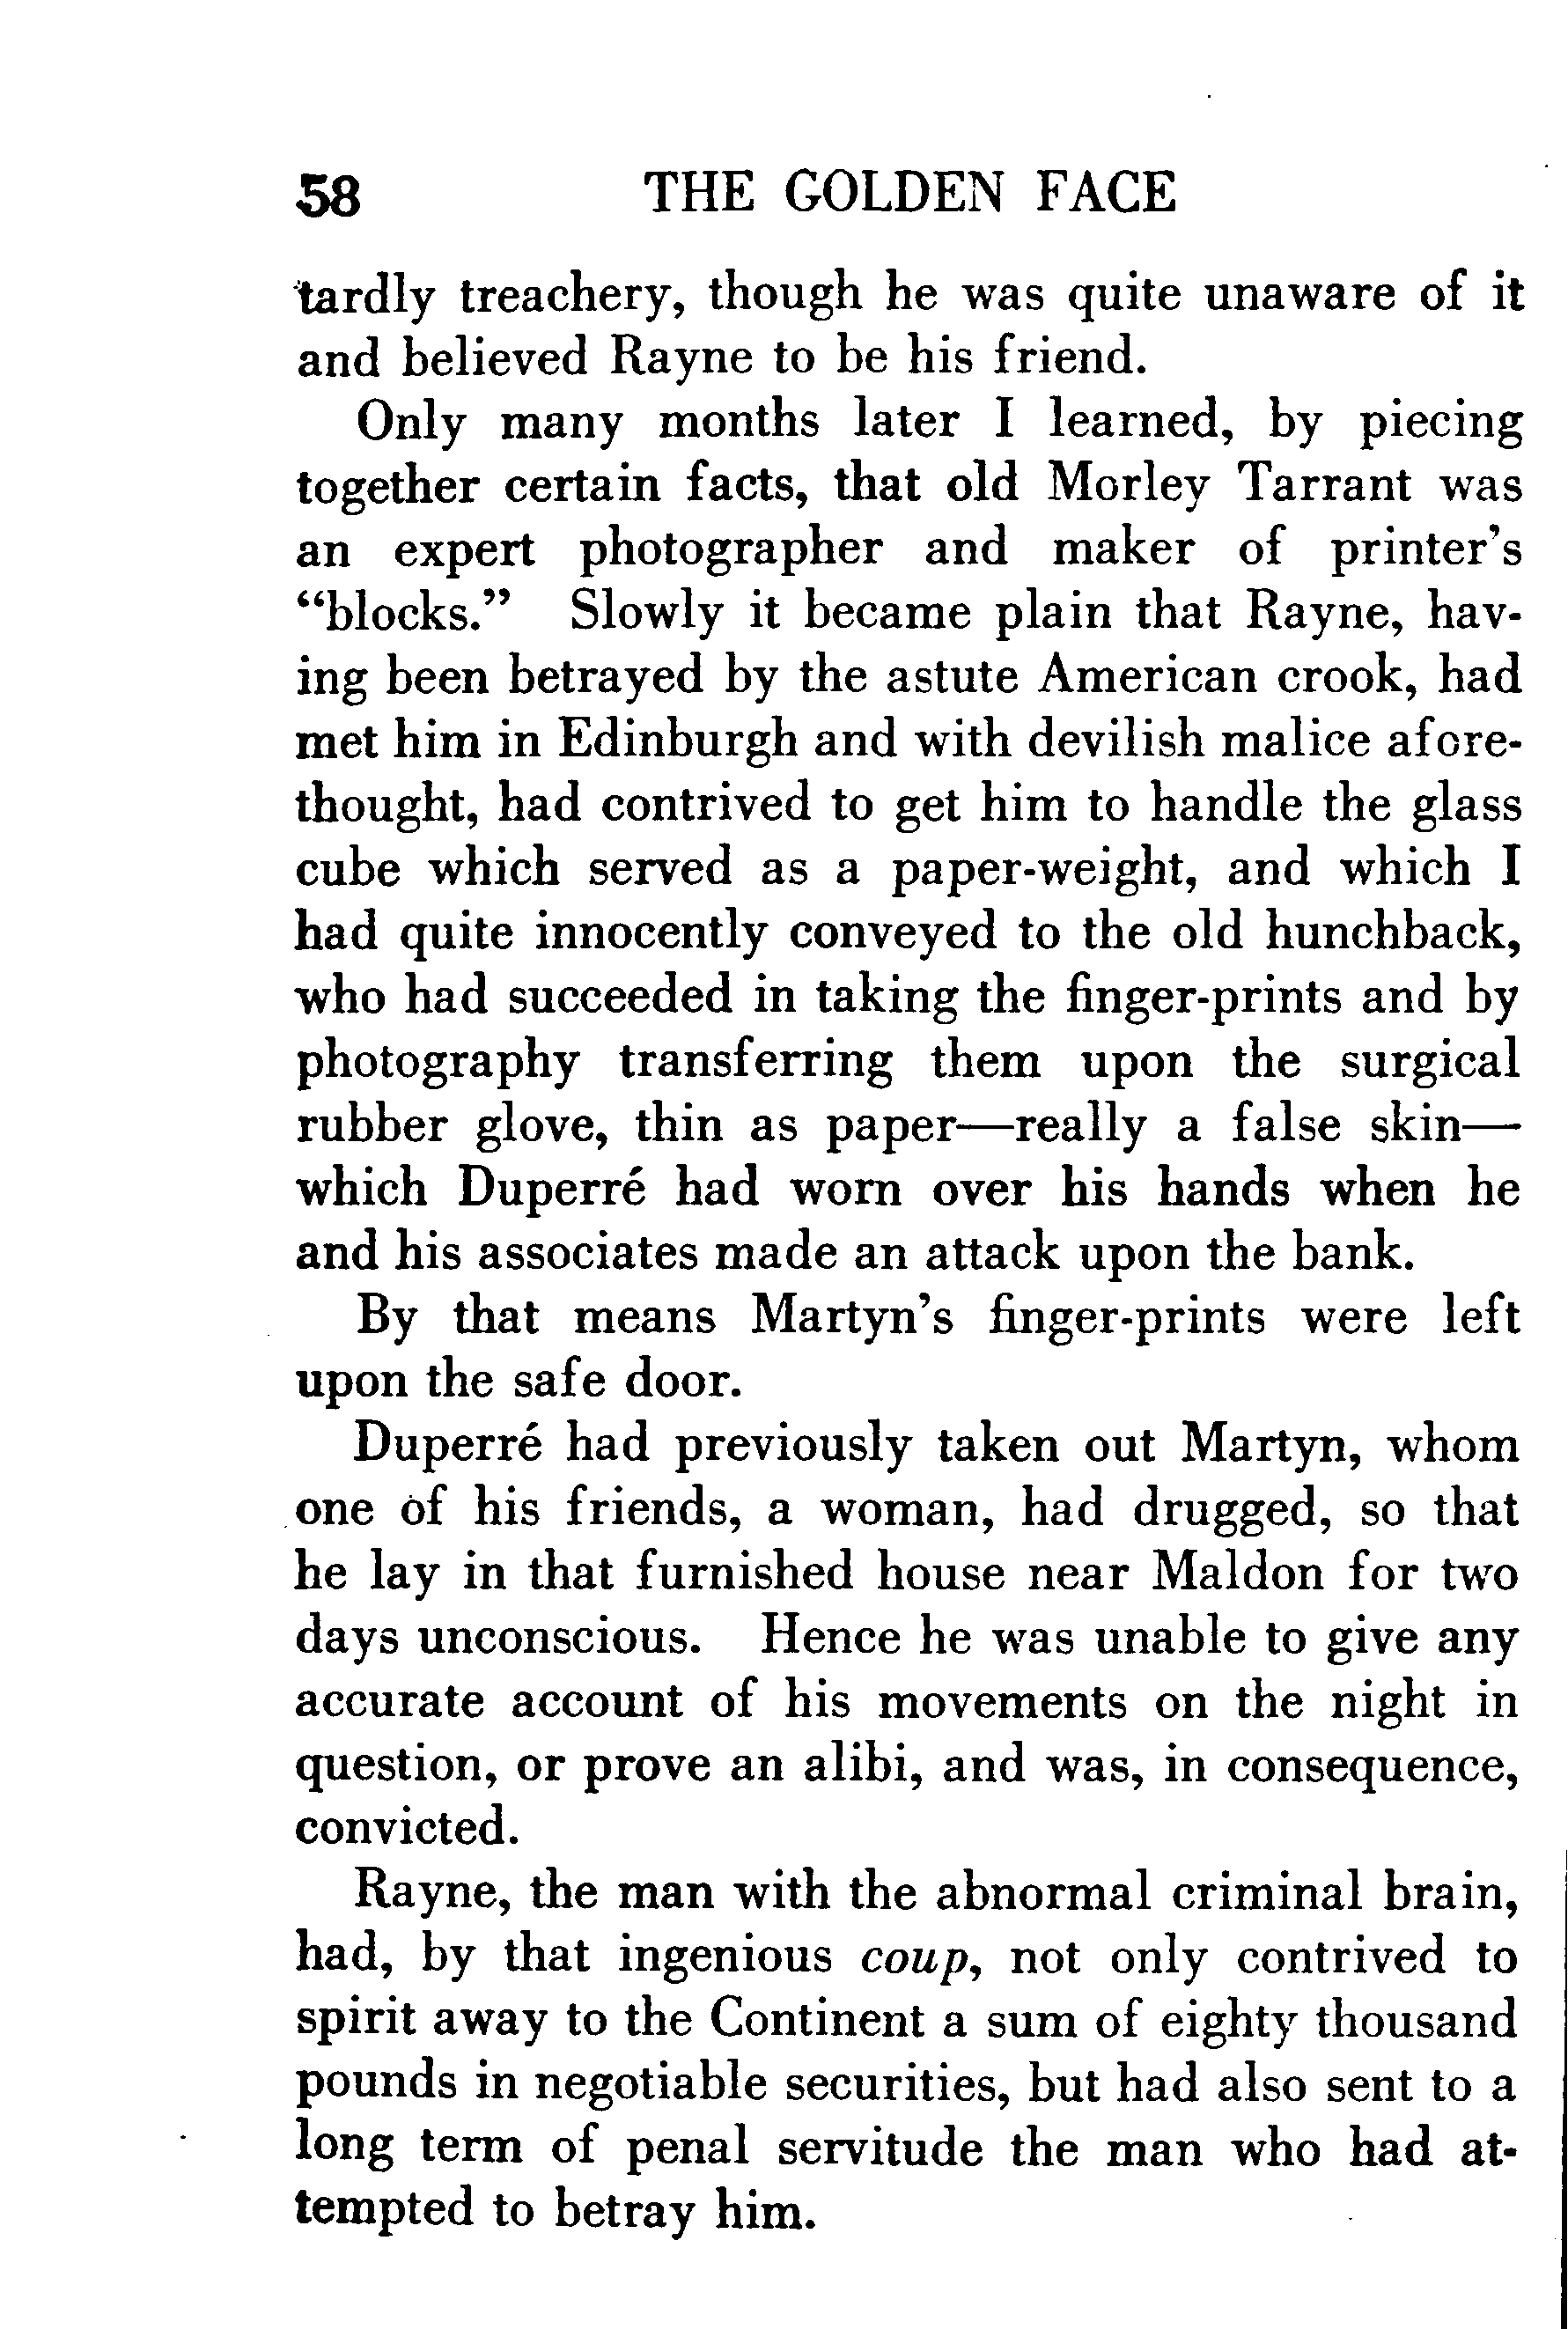 58 THE GOLDEN FACE
tardly treachery, though he was quite unaware of it
and believed Rayne to be his friend.
Only many months later I learned, by piecing
together certain facts, that old Morley Tarrant was
an expert photographer and maker of printer's
“blocks.” Slowly it became plain that Rayne, hav-
ing been betrayed by the astute American crook, had
met him in Edinburgh and with devilish malice afore-
thought, had contrived to get him to handle the glass
cube which served as a paper-weight, and which I
had quite innocently conveyed to the old hunchback,
who had succeeded in taking the finger-prints and by
photography transferring them upon the surgical
rubber glove, thin as paper—really a false skin—
which Duperré had worn over his hands when he
and his associates made an attack upon the bank.
By that means Martyn's finger-prints were left
upon the safe door.
Duperré had previously taken out Martyn, whom
one of his friends, a woman, had drugged, so that
he lay in that furnished house near Maldon for two
days unconscious. Hence he was unable to give any
accurate account of his movements on the night in
question, or prove an alibi, and was, in consequence,
convicted.
Rayne, the man with the abnormal criminal brain,
had, by that ingenious coup, not only contrived to
spirit away to the Continent a sum of eighty thousand
pounds in negotiable securities, but had also sent to a
long term of penal servitude the man who had at-
tempted to betray him.